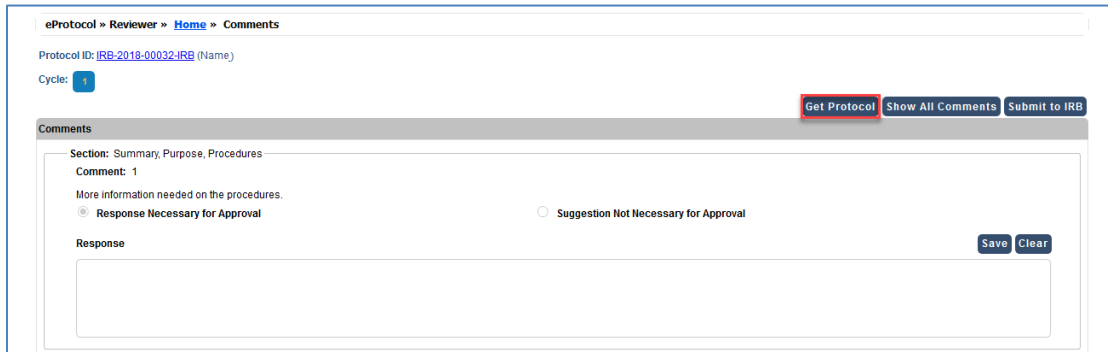 eProtocol » Reviewer » Home » Comments
Protocol ID: IRB-2018-00032-IRB (Name.)
Cycle: 1
Get Protocol Show All Comments Submit to IRB
Comments
Section: Summary, Purpose, Procedures
Comment: 1
More information needed on the procedures.
Response Necessary for Approval Suggestion Not Necessary for Approval
Response Save Clear